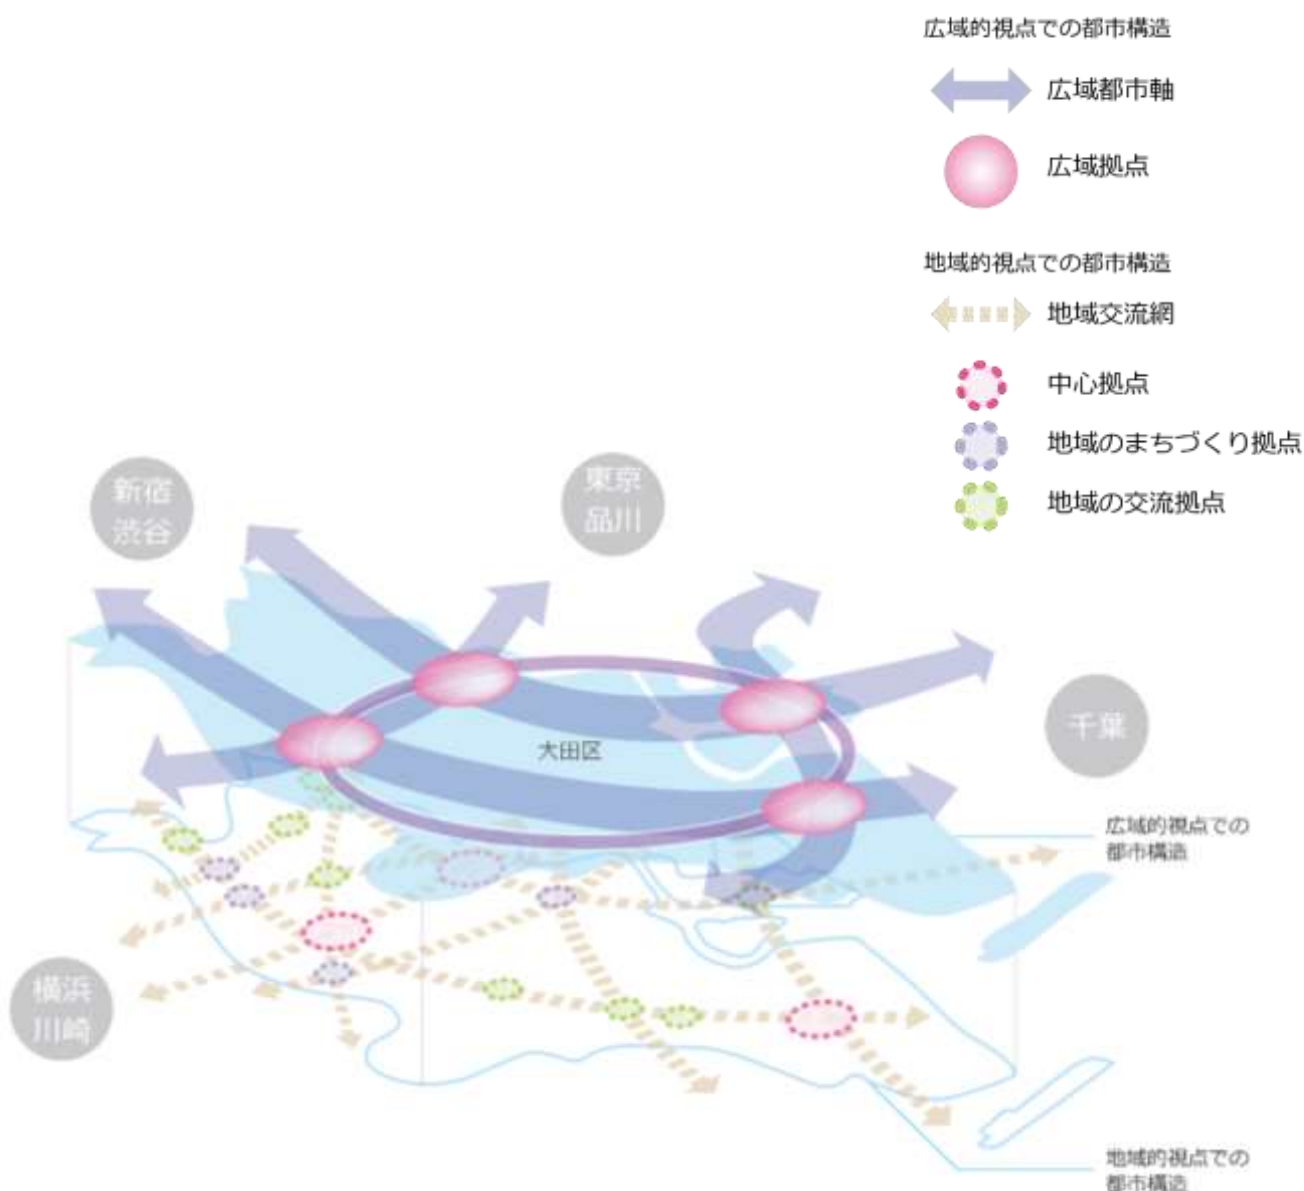 広域的視点での都市構造
広域都市軸
広域拠点
地域的視点での都市構造
地域交流網
中心拠点
地域のまちづくり拠点
地域の交流拠点
新宿
渋谷
東京
品川
千葉
大田区
広域的視点での
都市構造
横浜
川崎
地域的視点での
都市構造